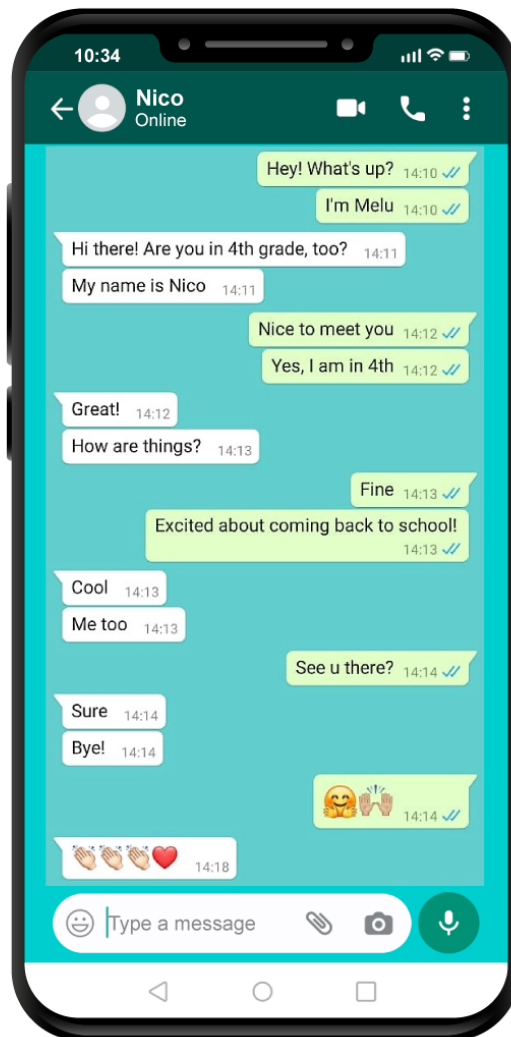 10:34
Nico
Online
Hey! What's up? 14:10
I'm Melu 14:10
Hi there! Are you in 4th grade, too? 14:11
My name is Nico 14:11
Nice to meet you 14:12
Yes, I am in 4th 14:12
Great! 14:12
How are things? 14:13
Fine 14:13
Excited about coming back to school!
14:13
Cool 14:13
Me too 14:13
See u there? 14:14
Sure 14:14
Bye! 14:14
🤗🙌🏼 14:14
👏🏻👏🏻👏🏻❤️ 14:18
Type a message